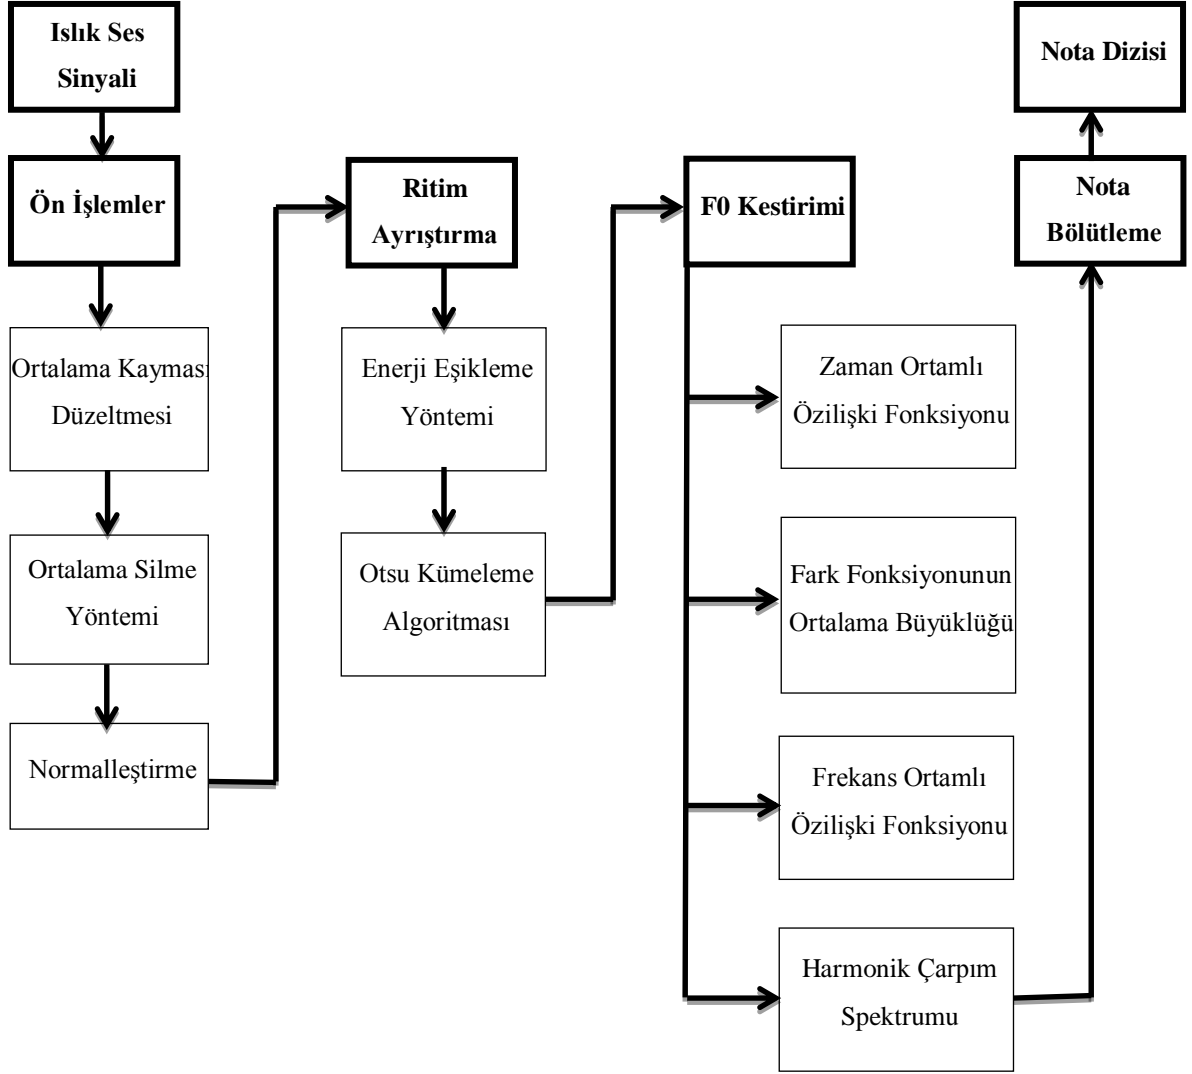 Islık Ses
Sinyali
Ön İşlemler
Ortalama Kayması
Düzeltmesi
Ortalama Silme
Yöntemi
Normalleştirme
Ritim
Ayrıştırma
Enerji Eşikleme
Yöntemi
Otsu Kümeleme
Algoritması
F0 Kestirimi
Zaman Ortamlı
Özilişki Fonksiyonu
Fark Fonksiyonunun
Ortalama Büyüklüğü
Frekans Ortamlı
Özilişki Fonksiyonu
Harmonik Çarpım
Spektrumu
Nota
Bölütleme
Nota Dizisi